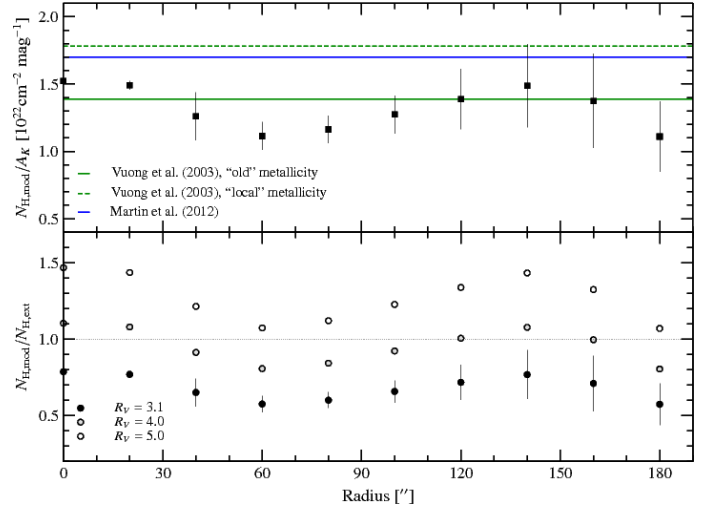 2.0
1.5
1.0
0.5
N_H,mod/A_K [10^22 cm^−2 mag^−1]
Vuong et al. (2003), “old” metallicity
Vuong et al. (2003), “local” metallicity
Martin et al. (2012)
1.5
1.0
0.5
N_H,mod/N_H,ext
R_V = 3.1
R_V = 4.0
R_V = 5.0
0 30 60 90 120 150 180
Radius [′′]